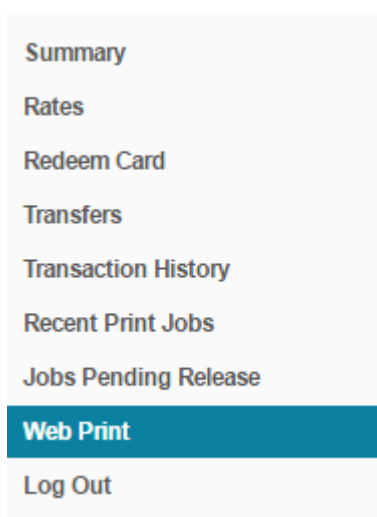 Summary
Rates
Redeem Card
Transfers
Transaction History
Recent Print Jobs
Jobs Pending Release
Web Print
Log Out